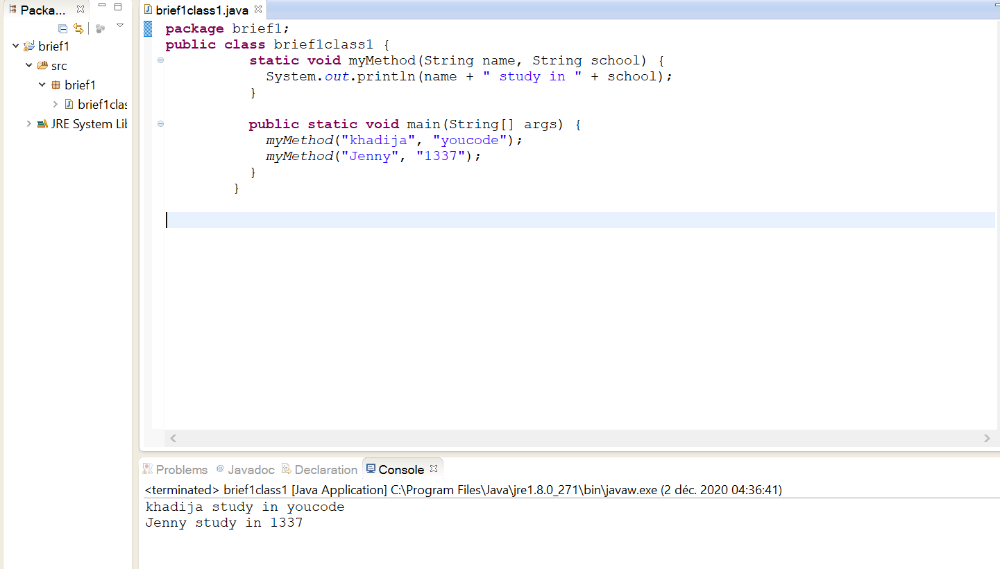 Packa...
brief1
src
brief1
brief1clas
JRE System Lib
brief1class1.java
package brief1;
public class brief1class1 {
static void myMethod(String name, String school) {
System.out.println(name + " study in " + school);
}
public static void main(String[] args) {
myMethod("khadija", "youcode");
myMethod("Jenny", "1337");
}
}
Problems @ Javadoc Declaration Console
<terminated> brief1class1 [Java Application] C:\Program Files\Java\jre1.8.0_271\bin\javaw.exe (2 déc. 2020 04:36:41)
khadija study in youcode
Jenny study in 1337